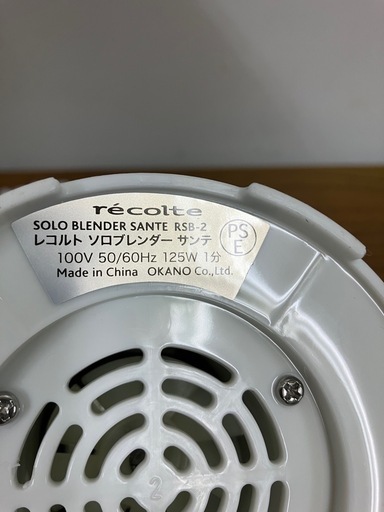 récolte
SOLO BLENDER SANTE RSB-2
レコルト ソロブレンダー サンテ
100V 50/60Hz 125W 1分
Made in China OKANO Co.,Ltd.
PS
E
2